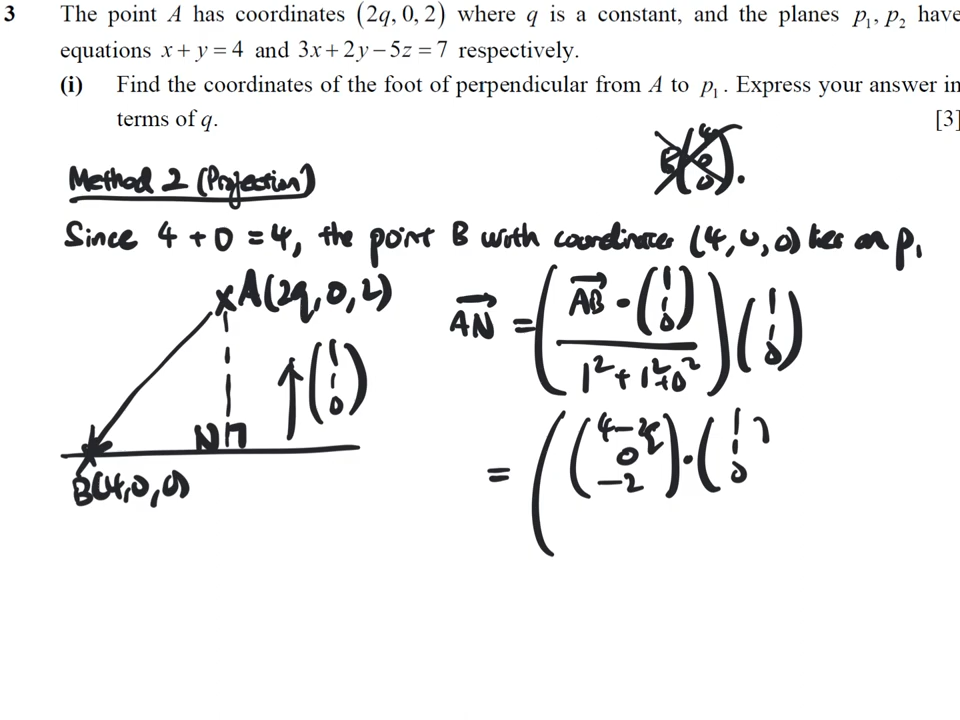 3 The point A has coordinates (2q, 0, 2) where q is a constant, and the planes p₁, p₂ have
equations x + y = 4 and 3x + 2y − 5z = 7 respectively.
(i) Find the coordinates of the foot of perpendicular from A to p₁. Express your answer in
terms of q. [3]
Method 2 (Projection)
Since 4 + 0 = 4, the point B with coordinates (4, 0, 0) lies on p₁
A(2q, 0, 2)
(1 1 0)
N
B(4, 0, 0)
AN = (AB · (1 1 0) / 1² + 1² + 0²) (1 1 0)
= ((4 − 2q 0 −2) · (1 1 0)